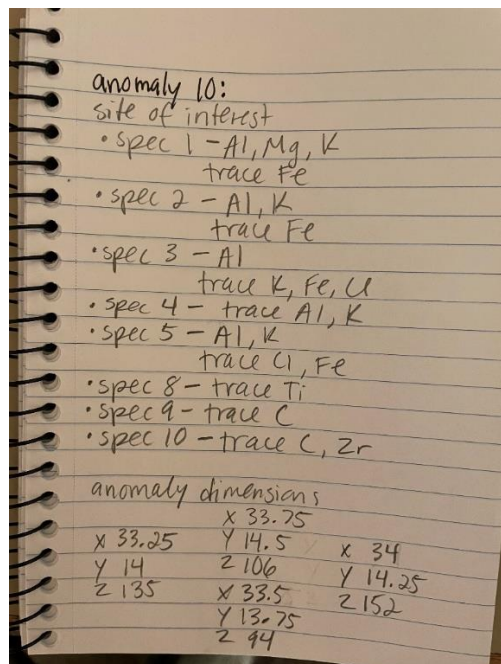 anomaly 10:
site of interest
• spec 1 - Al, Mg, K
trace Fe
• spec 2 - Al, K
trace Fe
• spec 3 - Al
trace K, Fe, Cl
• spec 4 - trace Al, K
• spec 5 - Al, K
trace Cl, Fe
• spec 8 - trace Ti
• spec 9 - trace C
• spec 10 - trace C, Zr
anomaly dimensions
x 33.25
y 14
z 135
x 33.75
y 14.5
z 106
x 33.5
y 13.75
z 94
x 34
y 14.25
z 152